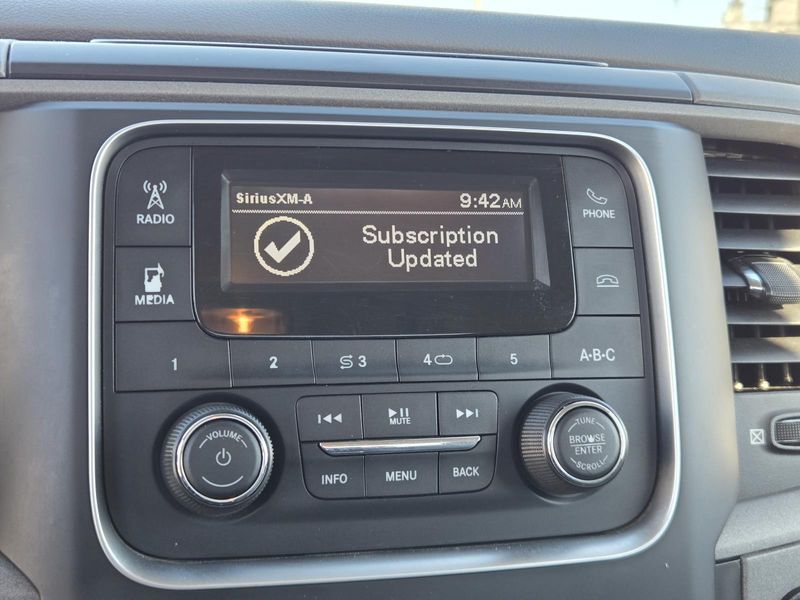 SiriusXM-A 9:42AM
Subscription
Updated
RADIO
MEDIA
PHONE
1 2 3 4 5 A·B·C
VOLUME
MUTE
INFO MENU BACK
TUNE
BROWSE
ENTER
SCROLL